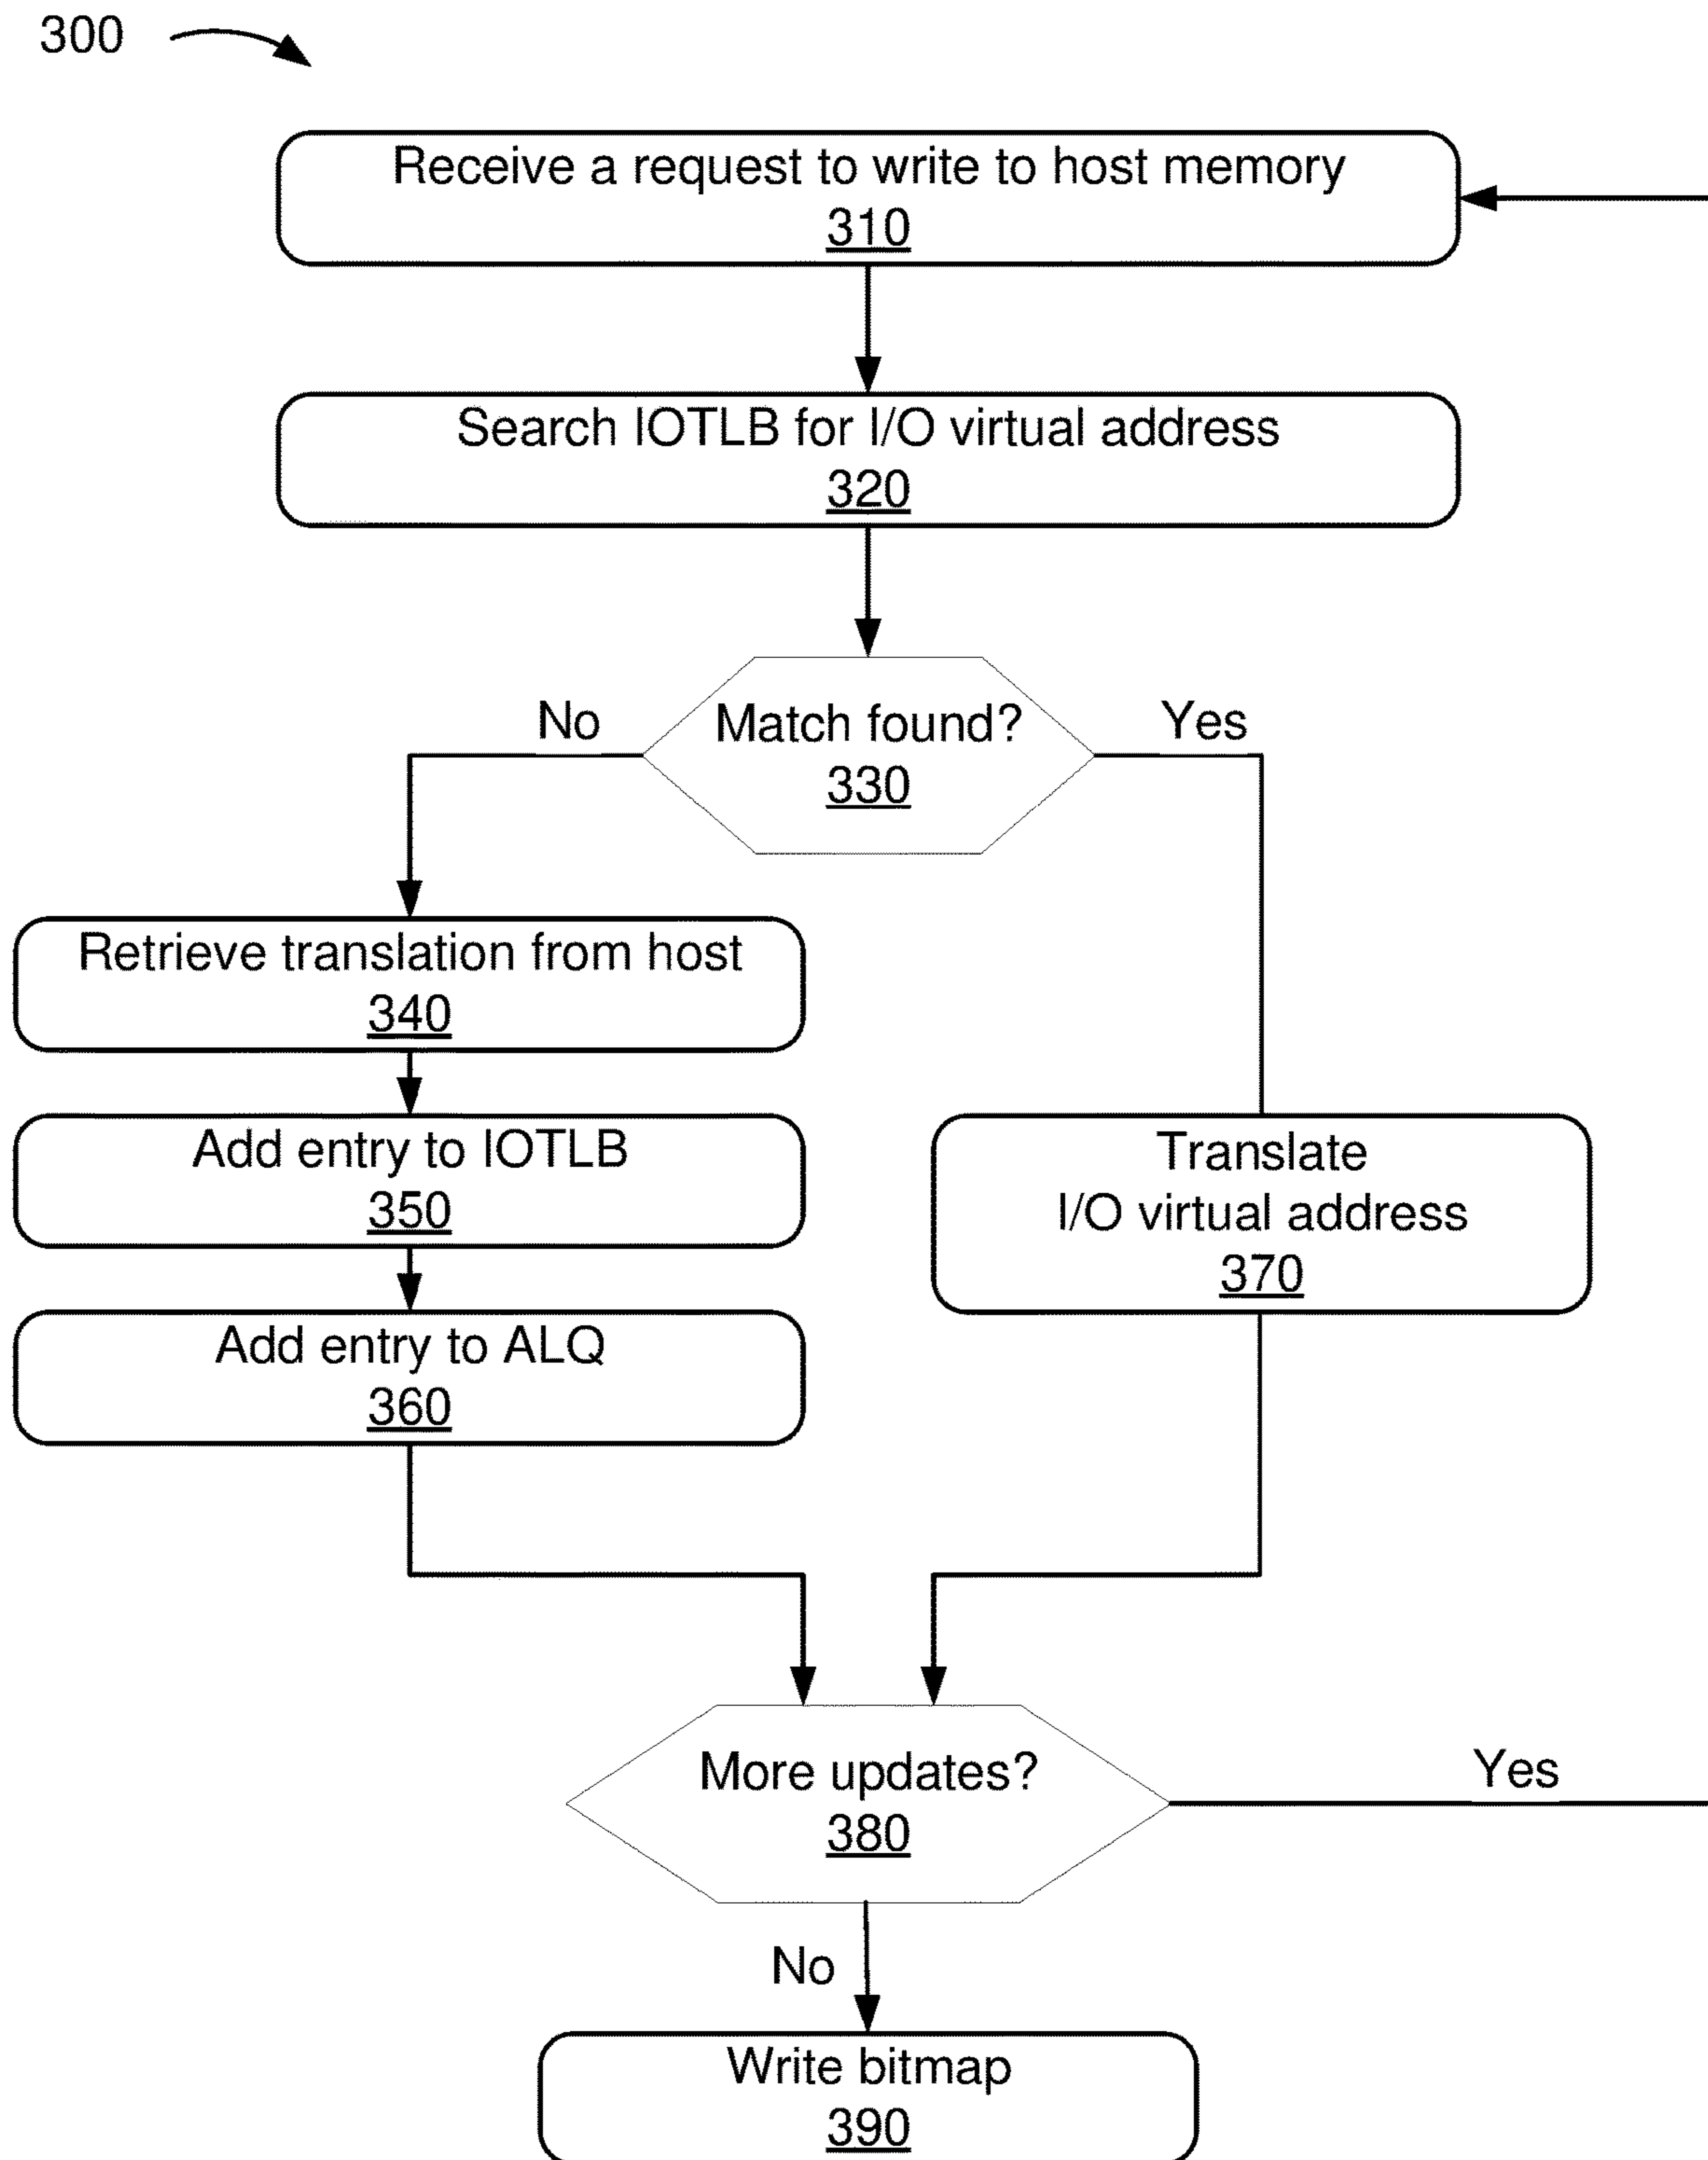 300
Receive a request to write to host memory
310
Search IOTLB for I/O virtual address
320
Match found?
330
No
Yes
Retrieve translation from host
340
Add entry to IOTLB
350
Add entry to ALQ
360
Translate
I/O virtual address
370
More updates?
380
Yes
No
Write bitmap
390